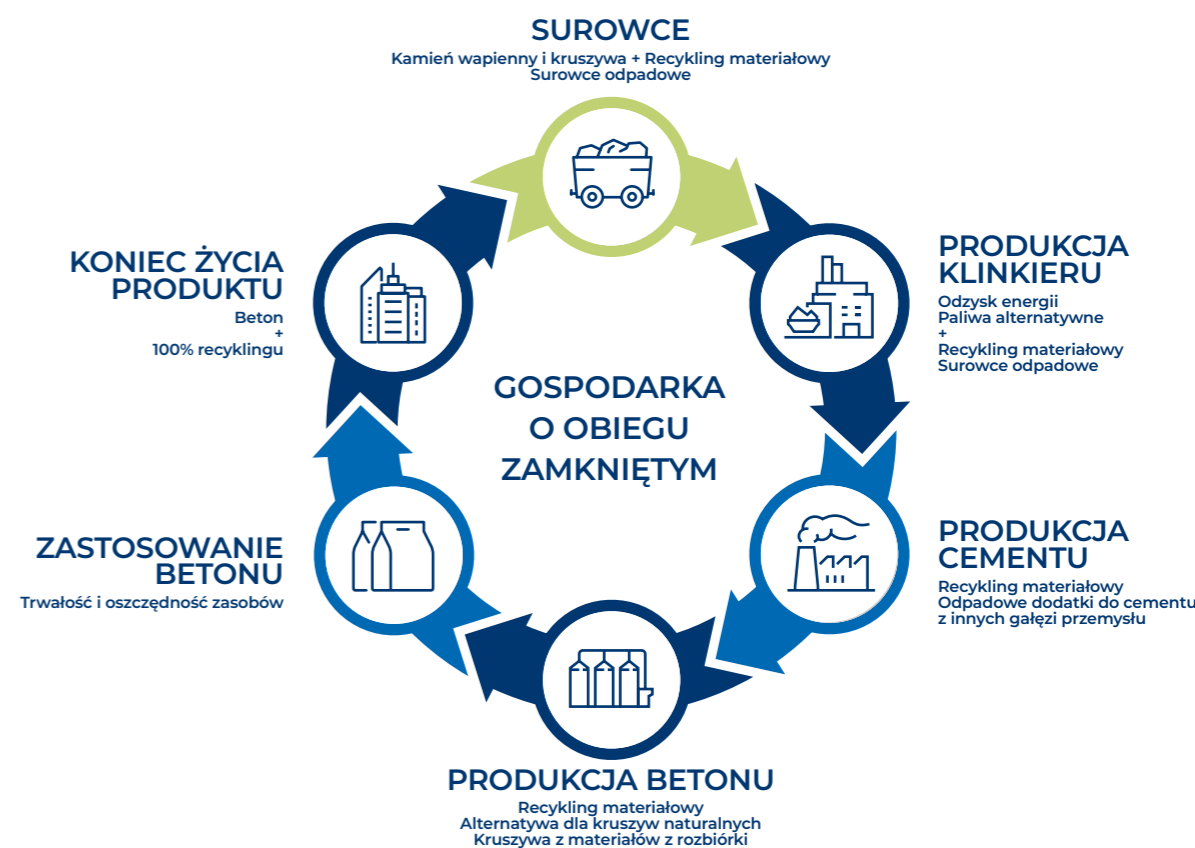 SUROWCE
Kamień wapienny i kruszywa + Recykling materiałowy
Surowce odpadowe
PRODUKCJA
KLINKIERU
Odzysk energii
Paliwa alternatywne
+
Recykling materiałowy
Surowce odpadowe
KONIEC ŻYCIA
PRODUKTU
Beton
+
100% recyklingu
GOSPODARKA
O OBIEGU
ZAMKNIĘTYM
PRODUKCJA
CEMENTU
Recykling materiałowy
Odpadowe dodatki do cementu
z innych gałęzi przemysłu
ZASTOSOWANIE
BETONU
Trwałość i oszczędność zasobów
PRODUKCJA BETONU
Recykling materiałowy
Alternatywa dla kruszyw naturalnych
Kruszywa z materiałów z rozbiórki